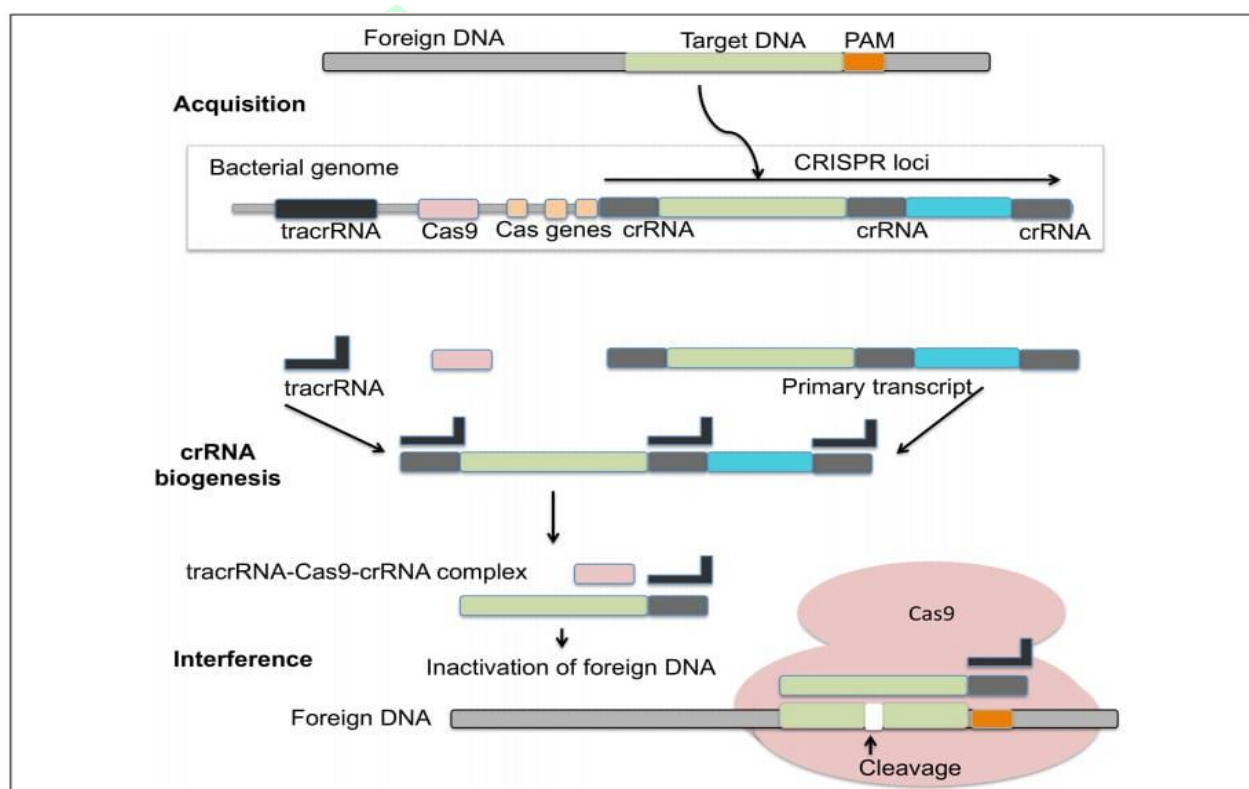 Foreign DNA Target DNA PAM
Acquisition
Bacterial genome
CRISPR loci
tracrRNA Cas9 Cas genes crRNA crRNA crRNA
tracrRNA
Primary transcript
crRNA
biogenesis
tracrRNA-Cas9-crRNA complex
Cas9
Interference
Inactivation of foreign DNA
Foreign DNA
Cleavage